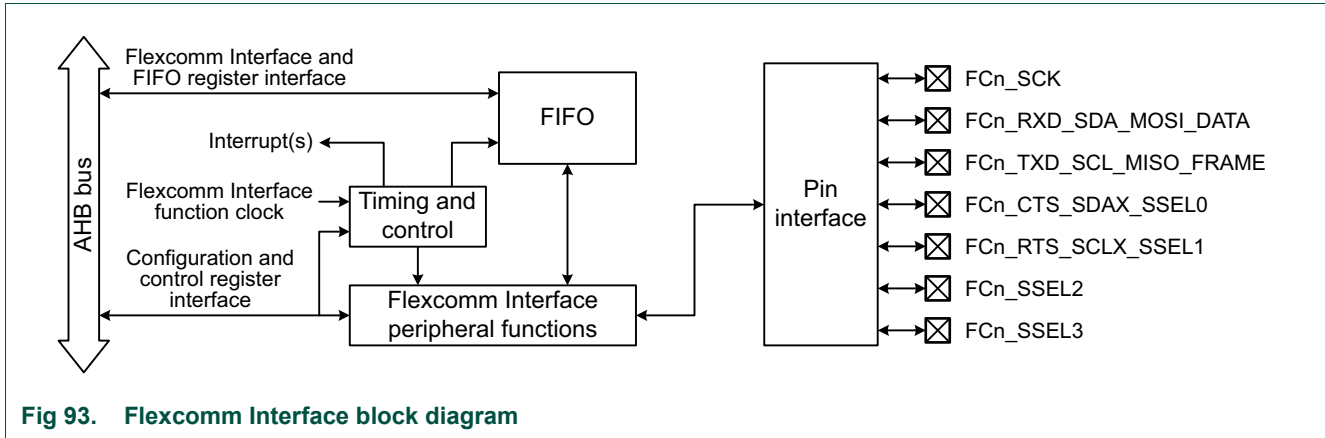 Flexcomm Interface and
FIFO register interface
FIFO
Interrupt(s)
Flexcomm Interface
function clock
Timing and
control
AHB bus
Configuration and
control register
interface
Flexcomm Interface
peripheral functions
Pin
interface
FCn_SCK
FCn_RXD_SDA_MOSI_DATA
FCn_TXD_SCL_MISO_FRAME
FCn_CTS_SDAX_SSEL0
FCn_RTS_SCLX_SSEL1
FCn_SSEL2
FCn_SSEL3
Fig 93. Flexcomm Interface block diagram